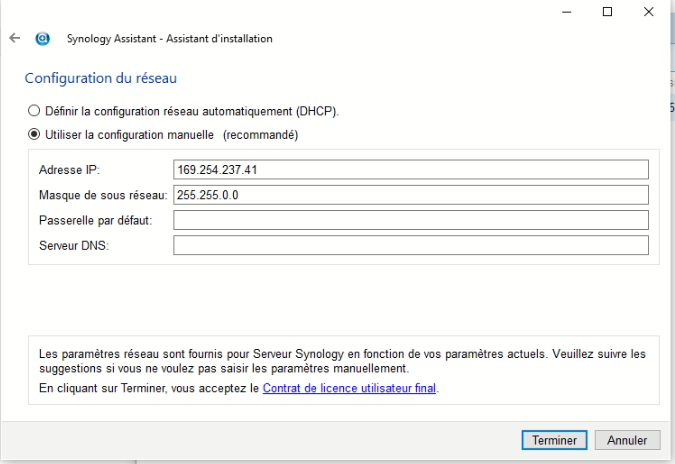 Synology Assistant - Assistant d'installation
Configuration du réseau
Définir la configuration réseau automatiquement (DHCP).
Utiliser la configuration manuelle (recommandé)
Adresse IP: 169.254.237.41
Masque de sous réseau: 255.255.0.0
Passerelle par défaut:
Serveur DNS:
Les paramètres réseau sont fournis pour Serveur Synology en fonction de vos paramètres actuels. Veuillez suivre les
suggestions si vous ne voulez pas saisir les paramètres manuellement.
En cliquant sur Terminer, vous acceptez le Contrat de licence utilisateur final.
Terminer Annuler